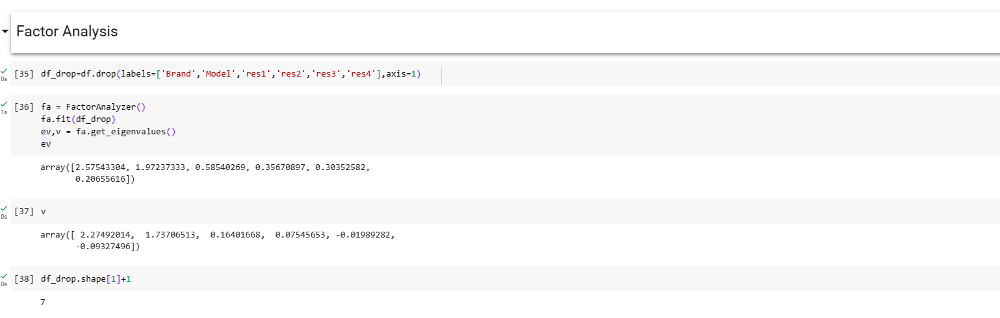 Factor Analysis
[35] df_drop=df.drop(labels=['Brand','Model','res1','res2','res3','res4'],axis=1)
0s
[36] fa = FactorAnalyzer()
1s
fa.fit(df_drop)
ev,v = fa.get_eigenvalues()
ev
array([2.57543304, 1.97237333, 0.58540269, 0.35670897, 0.30352582,
0.20655616])
[37] v
0s
array([ 2.27492014, 1.73706513, 0.16401668, 0.07545653, -0.01989282,
-0.09327496])
[38] df_drop.shape[1]+1
0s
7